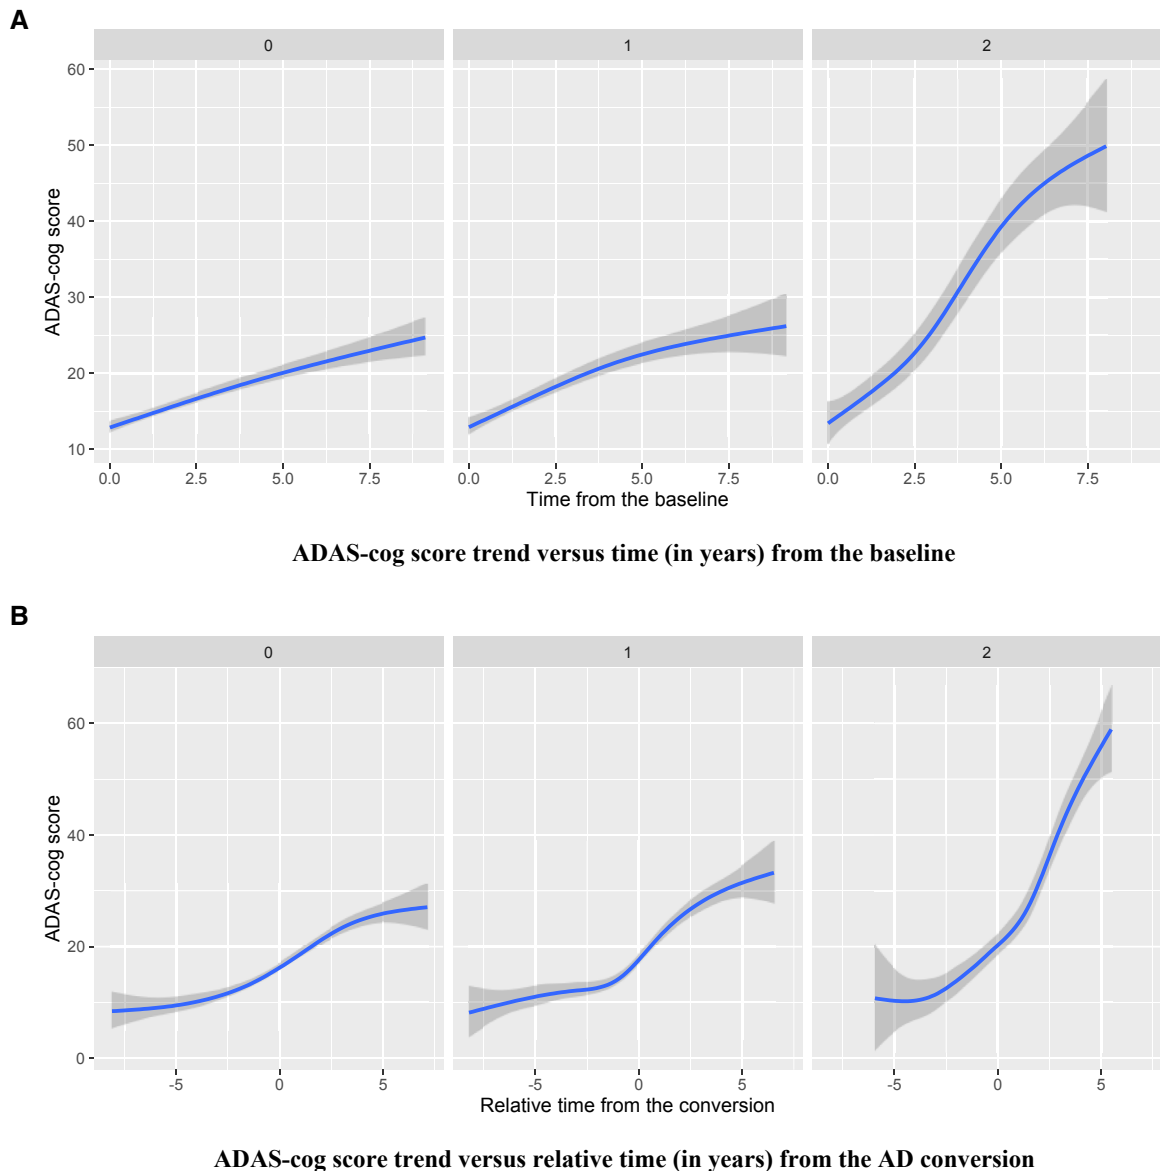 A
0 1 2
60
50
40
30
20
10
ADAS-cog score
0.0 2.5 5.0 7.5 0.0 2.5 5.0 7.5 0.0 2.5 5.0 7.5
Time from the baseline
ADAS-cog score trend versus time (in years) from the baseline
B
0 1 2
60
40
20
0
ADAS-cog score
-5 0 5 -5 0 5 -5 0 5
Relative time from the conversion
ADAS-cog score trend versus relative time (in years) from the AD conversion